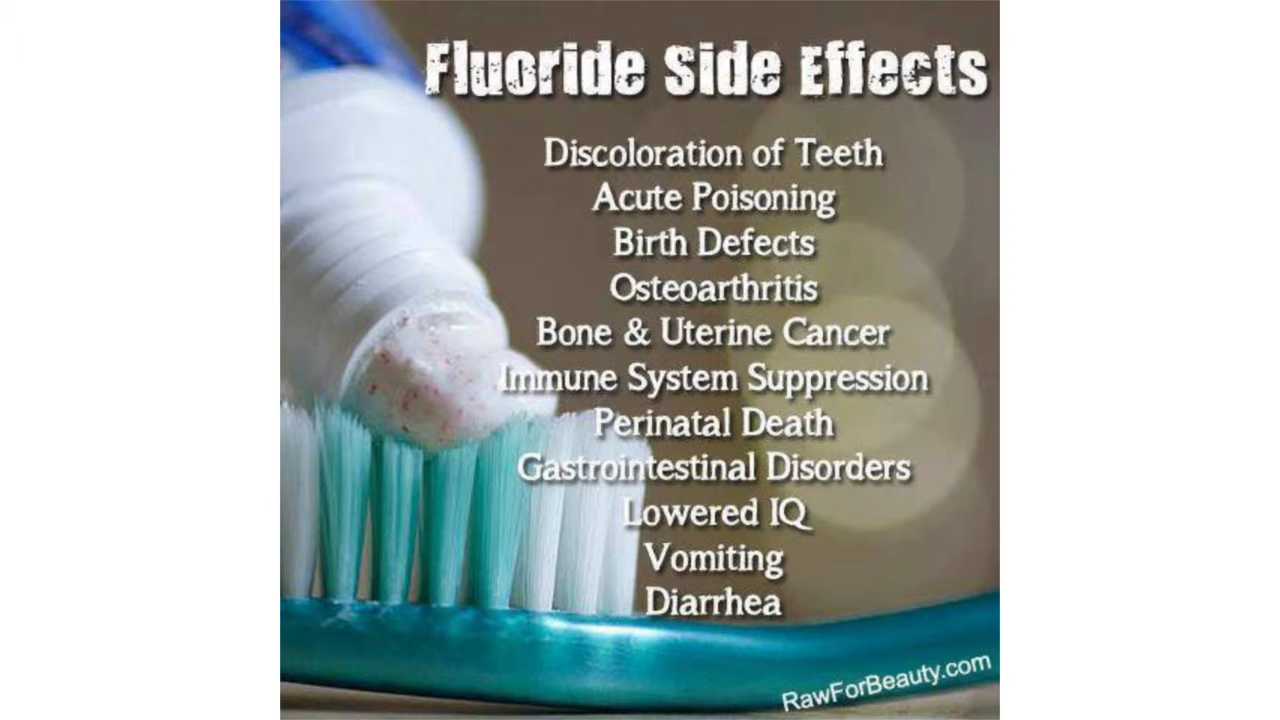 Fluoride Side Effects
Discoloration of Teeth
Acute Poisoning
Birth Defects
Osteoarthritis
Bone & Uterine Cancer
Immune System Suppression
Perinatal Death
Gastrointestinal Disorders
Lowered IQ
Vomiting
Diarrhea
RawForBeauty.com